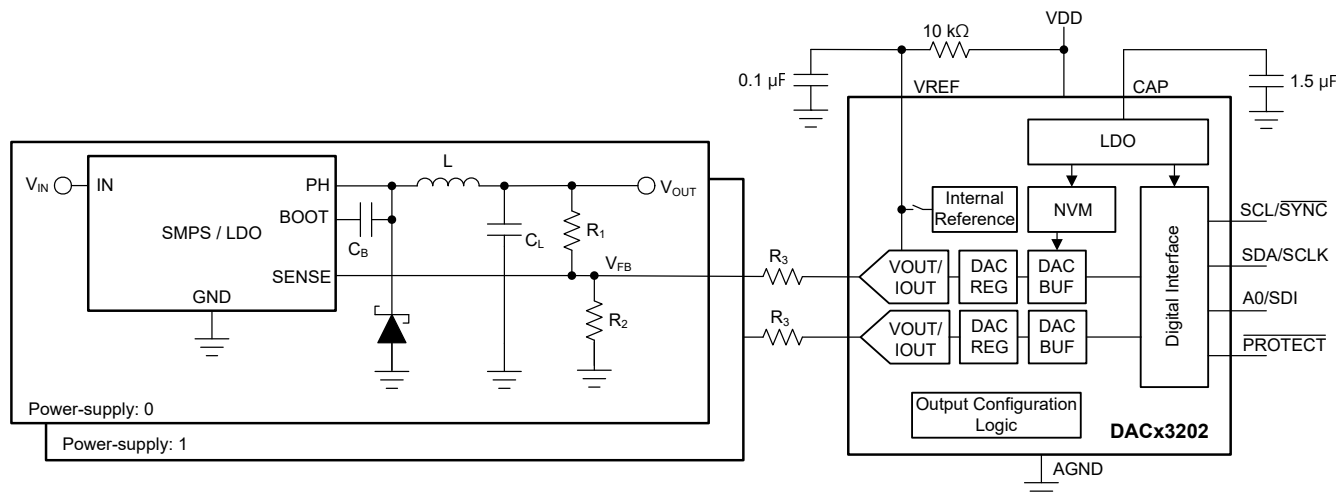 10 kΩ
VDD
0.1 µF
VREF
CAP
1.5 µF
LDO
Internal
Reference
NVM
VOUT/
IOUT
DAC
REG
DAC
BUF
VOUT/
IOUT
DAC
REG
DAC
BUF
Digital Interface
Output Configuration
Logic
DACx3202
AGND
SCL/SYNC
SDA/SCLK
A0/SDI
PROTECT
R3
R3
VIN
IN
SMPS / LDO
PH
BOOT
SENSE
GND
CB
L
CL
R1
VOUT
VFB
R2
Power-supply: 0
Power-supply: 1